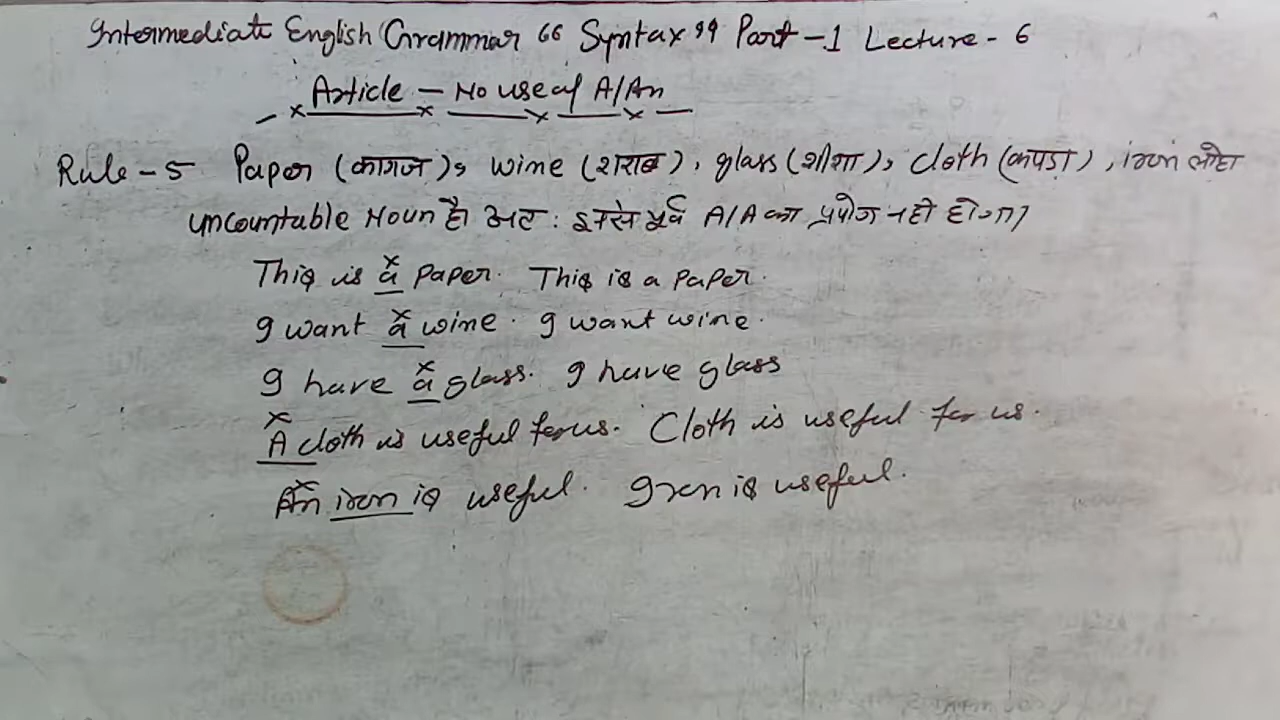 Intermediate English Grammar “ Syntax ” Part-1 Lecture - 6
Article - No use of A/An
Rule-5 Paper (कागज), wine (शराब), glass (शीशा), cloth (कपड़ा), iron लोहा
uncountable Noun है अतः इससे पूर्व A/A का प्रयोग नहीं होगा
This is a paper. This is a paper.
I want a wine. I want wine.
I have a glass. I have glass
A cloth is useful for us. Cloth is useful for us.
An iron is useful. Iron is useful.